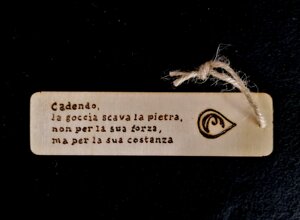 Cadendo,
la goccia scava la pietra,
non per la sua forza,
ma per la sua costanza